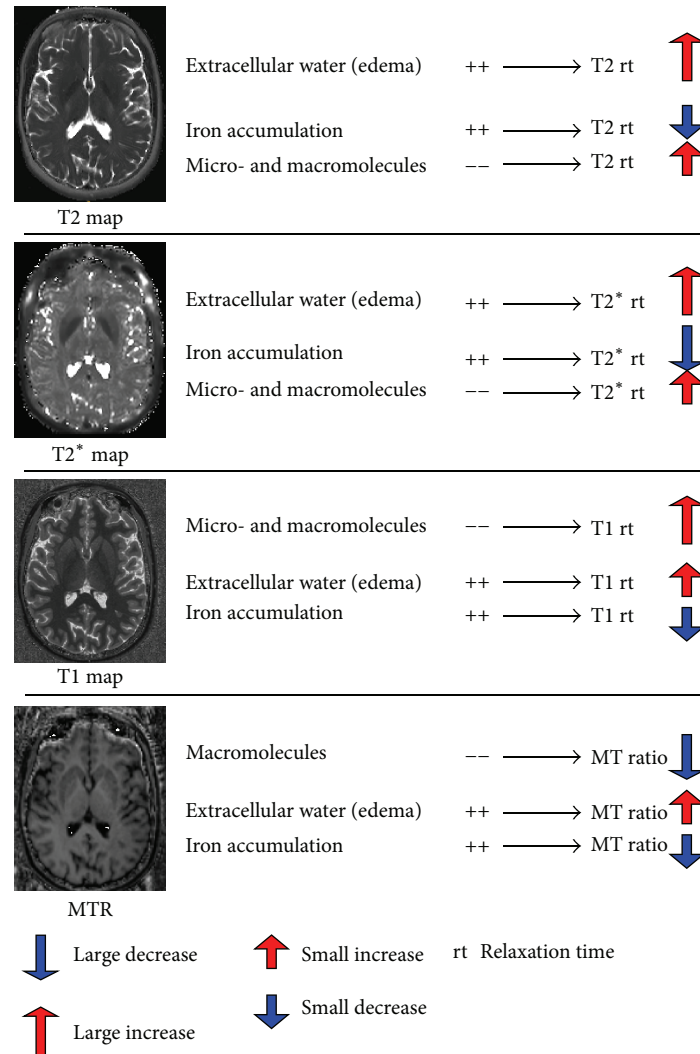 Extracellular water (edema) ++ T2 rt
Iron accumulation ++ T2 rt
Micro- and macromolecules −− T2 rt
T2 map
Extracellular water (edema) ++ T2* rt
Iron accumulation ++ T2* rt
Micro- and macromolecules −− T2* rt
T2* map
Micro- and macromolecules −− T1 rt
Extracellular water (edema) ++ T1 rt
Iron accumulation ++ T1 rt
T1 map
Macromolecules −− MT ratio
Extracellular water (edema) ++ MT ratio
Iron accumulation ++ MT ratio
MTR
Large decrease Small increase rt Relaxation time
Small decrease
Large increase